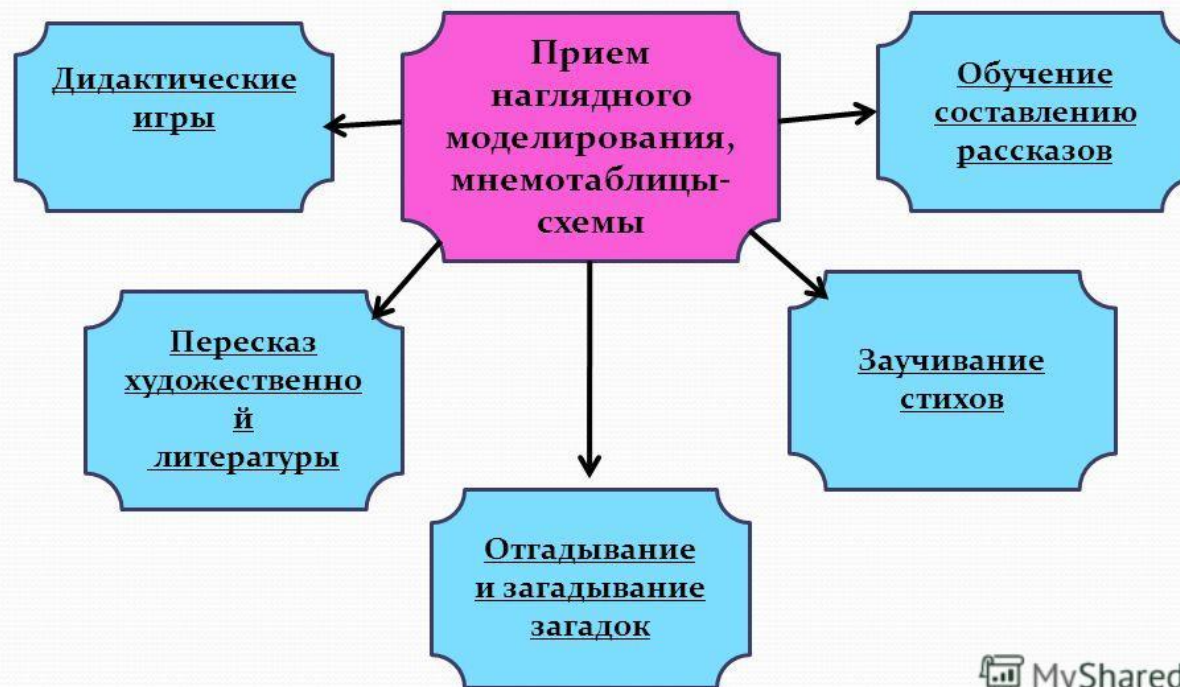 Прием
наглядного
моделирования,
мнемотаблицы-
схемы
Дидактические
игры
Обучение
составлению
рассказов
Пересказ
художественно
й
литературы
Заучивание
стихов
Отгадывание
и загадывание
загадок
MyShared